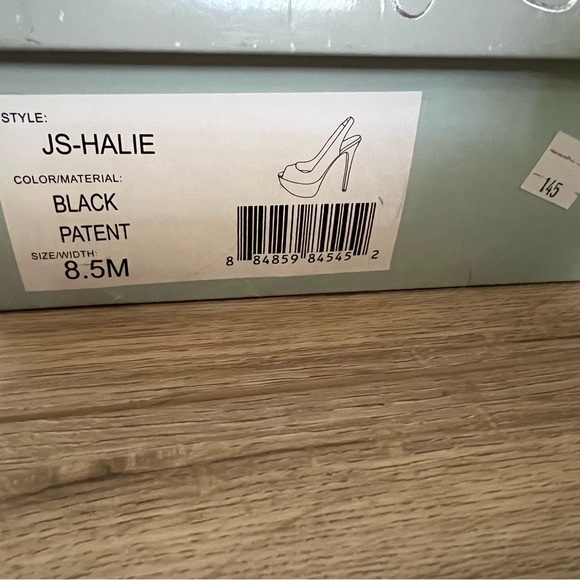 STYLE:
JS-HALIE
COLOR/MATERIAL:
BLACK
PATENT
SIZE/WIDTH:
8.5M
8 84859 84545 2
145